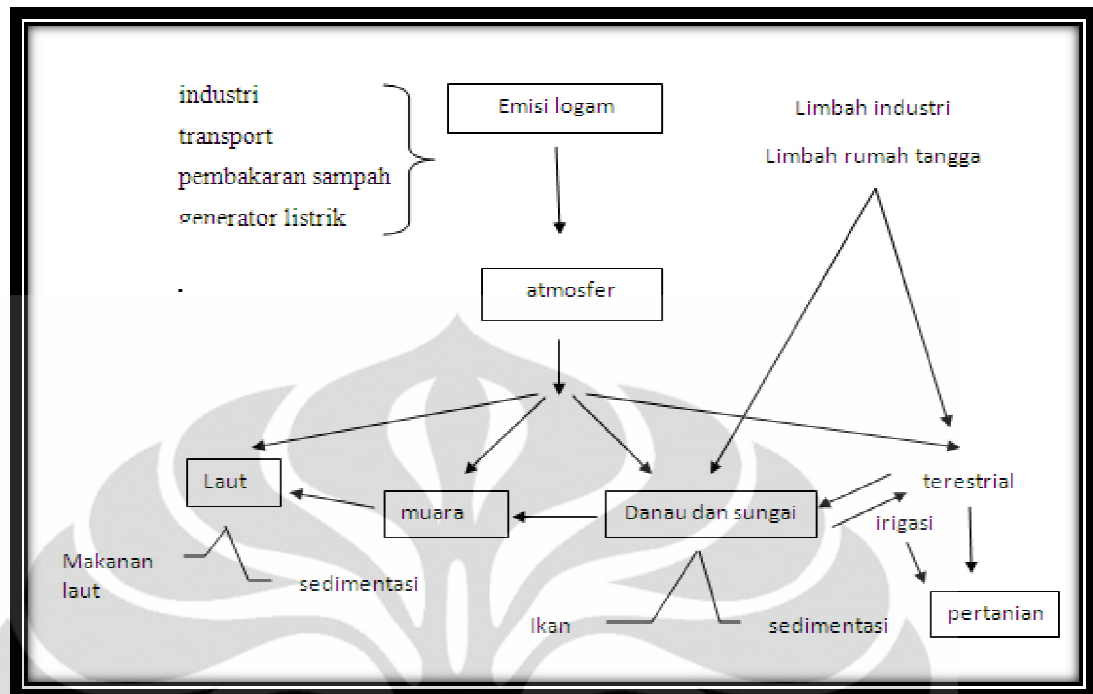 industri
transport
pembakaran sampah
generator listrik
.
Emisi logam
Limbah industri
Limbah rumah tangga
atmosfer
Laut
muara
Danau dan sungai
terestrial
irigasi
Makanan
laut
sedimentasi
Ikan
sedimentasi
pertanian